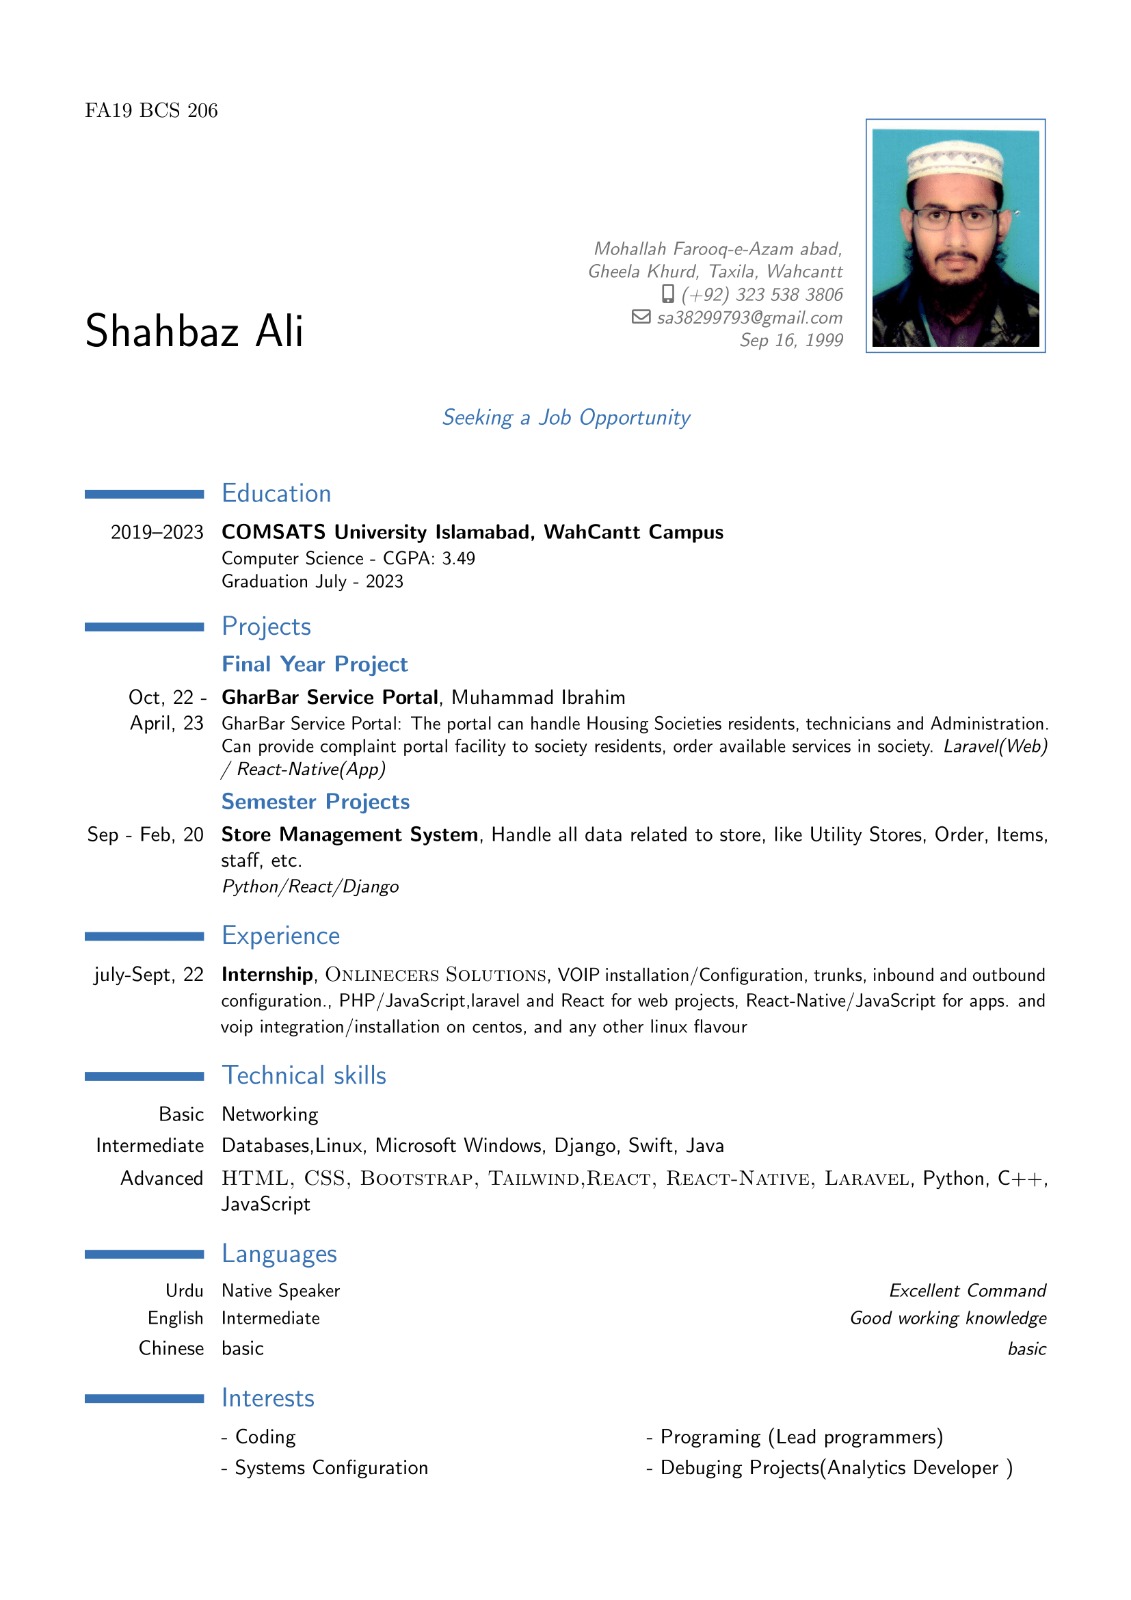 FA19 BCS 206
Mohallah Farooq-e-Azam abad,
Gheela Khurd, Taxila, Wahcantt
(+92) 323 538 3806
sa38299793@gmail.com
Sep 16, 1999
Shahbaz Ali
Seeking a Job Opportunity
Education
2019–2023 COMSATS University Islamabad, WahCantt Campus
Computer Science - CGPA: 3.49
Graduation July - 2023
Projects
Final Year Project
Oct, 22 - GharBar Service Portal, Muhammad Ibrahim
April, 23 GharBar Service Portal: The portal can handle Housing Societies residents, technicians and Administration.
Can provide complaint portal facility to society residents, order available services in society. Laravel(Web)
/ React-Native(App)
Semester Projects
Sep - Feb, 20 Store Management System, Handle all data related to store, like Utility Stores, Order, Items,
staff, etc.
Python/React/Django
Experience
july-Sept, 22 Internship, Onlinecers Solutions, VOIP installation/Configuration, trunks, inbound and outbound
configuration., PHP/JavaScript,laravel and React for web projects, React-Native/JavaScript for apps. and
voip integration/installation on centos, and any other linux flavour
Technical skills
Basic Networking
Intermediate Databases,Linux, Microsoft Windows, Django, Swift, Java
Advanced HTML, CSS, Bootstrap, Tailwind,React, React-Native, Laravel, Python, C++,
JavaScript
Languages
Urdu Native Speaker Excellent Command
English Intermediate Good working knowledge
Chinese basic basic
Interests
- Coding - Programing (Lead programmers)
- Systems Configuration - Debuging Projects(Analytics Developer )